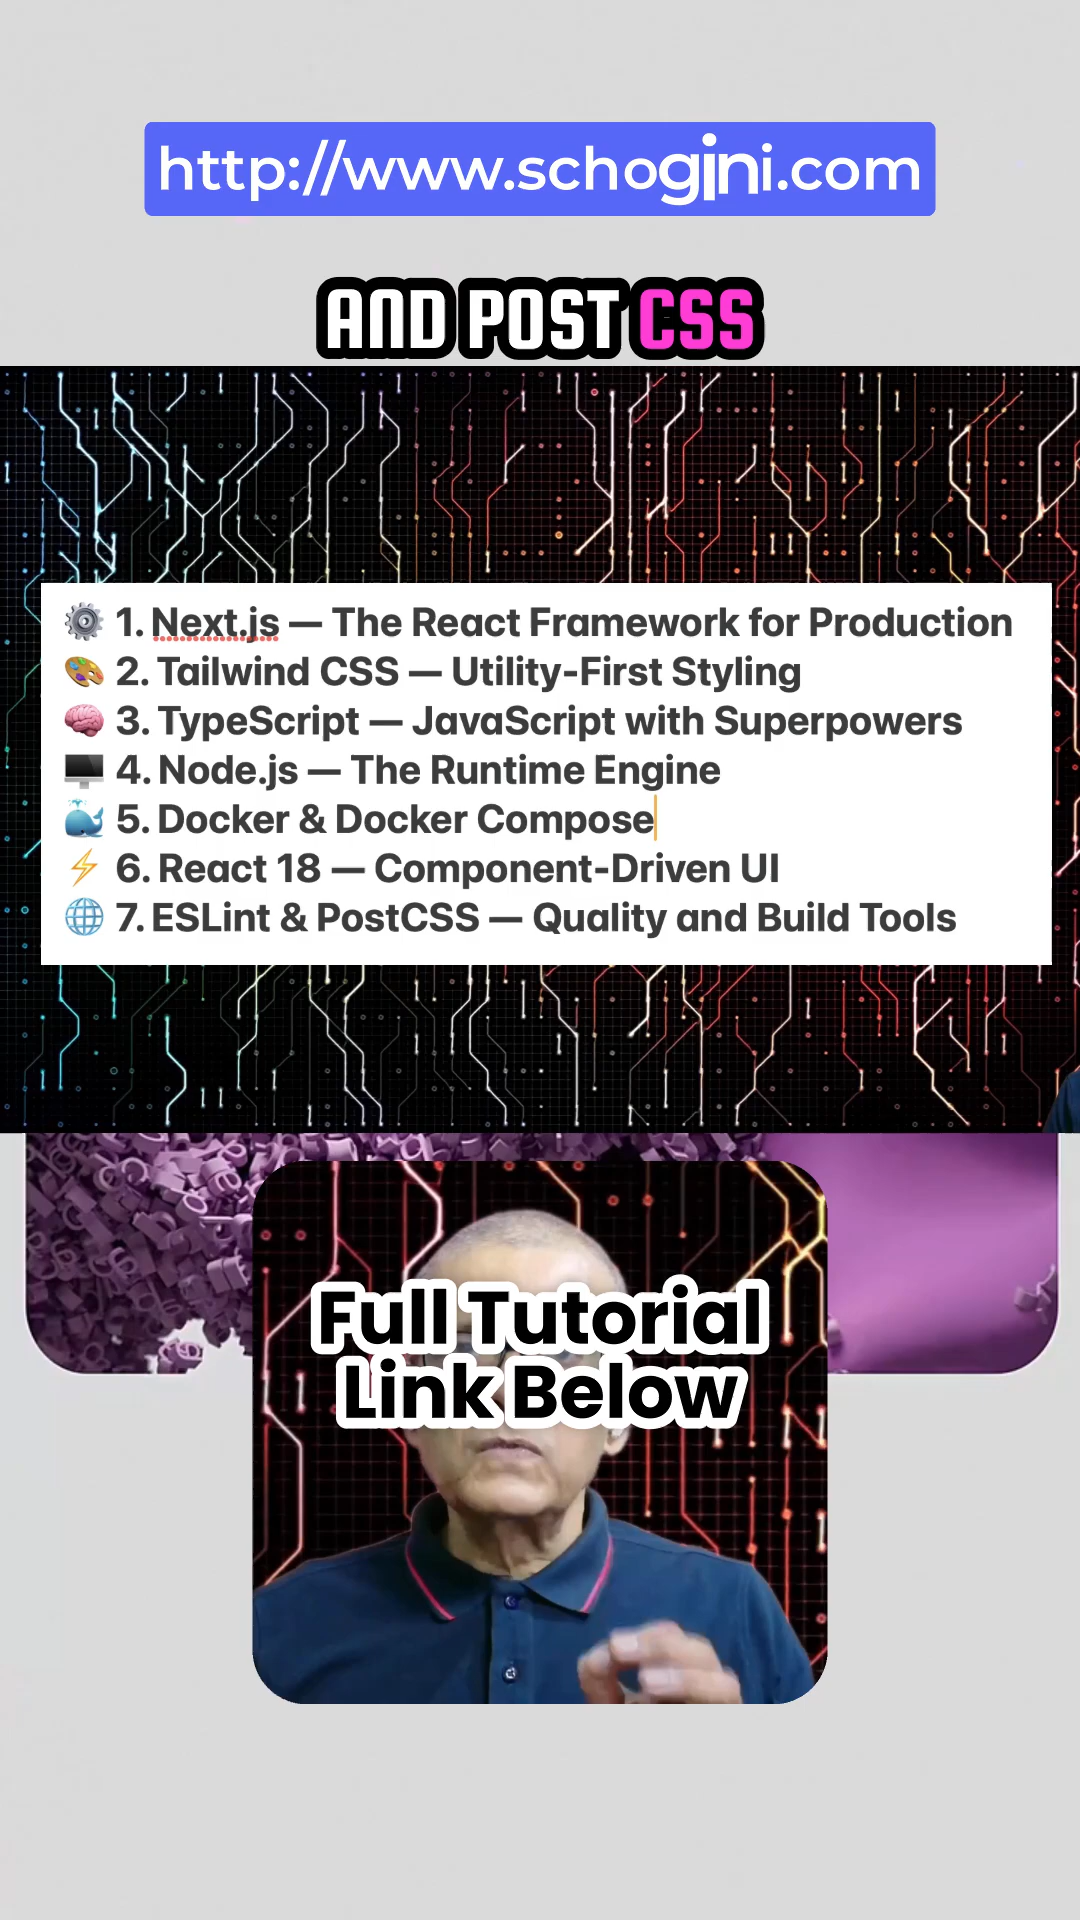 http://www.schogini.com
AND POST CSS
1. Next.js — The React Framework for Production
2. Tailwind CSS — Utility-First Styling
3. TypeScript — JavaScript with Superpowers
4. Node.js — The Runtime Engine
5. Docker & Docker Compose
6. React 18 — Component-Driven UI
7. ESLint & PostCSS — Quality and Build Tools
Full Tutorial
Link Below